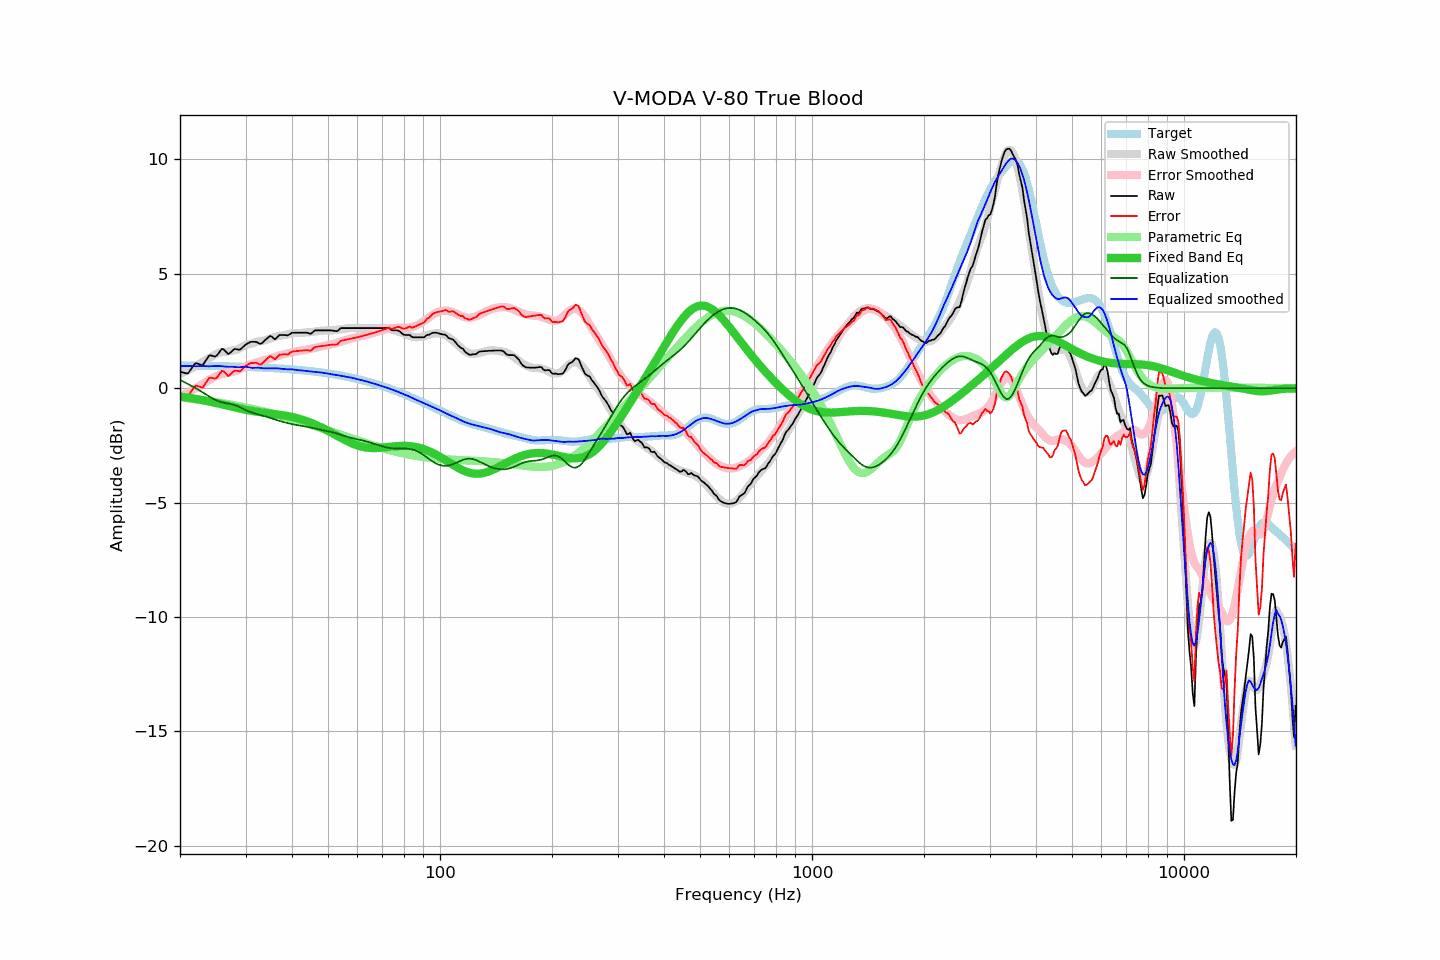 V-MODA V-80 True Blood
Target
Raw Smoothed
Error Smoothed
Raw
Error
Parametric Eq
Fixed Band Eq
Equalization
Equalized smoothed
10
5
0
−5
−10
−15
−20
Amplitude (dBr)
100
1000
10000
Frequency (Hz)